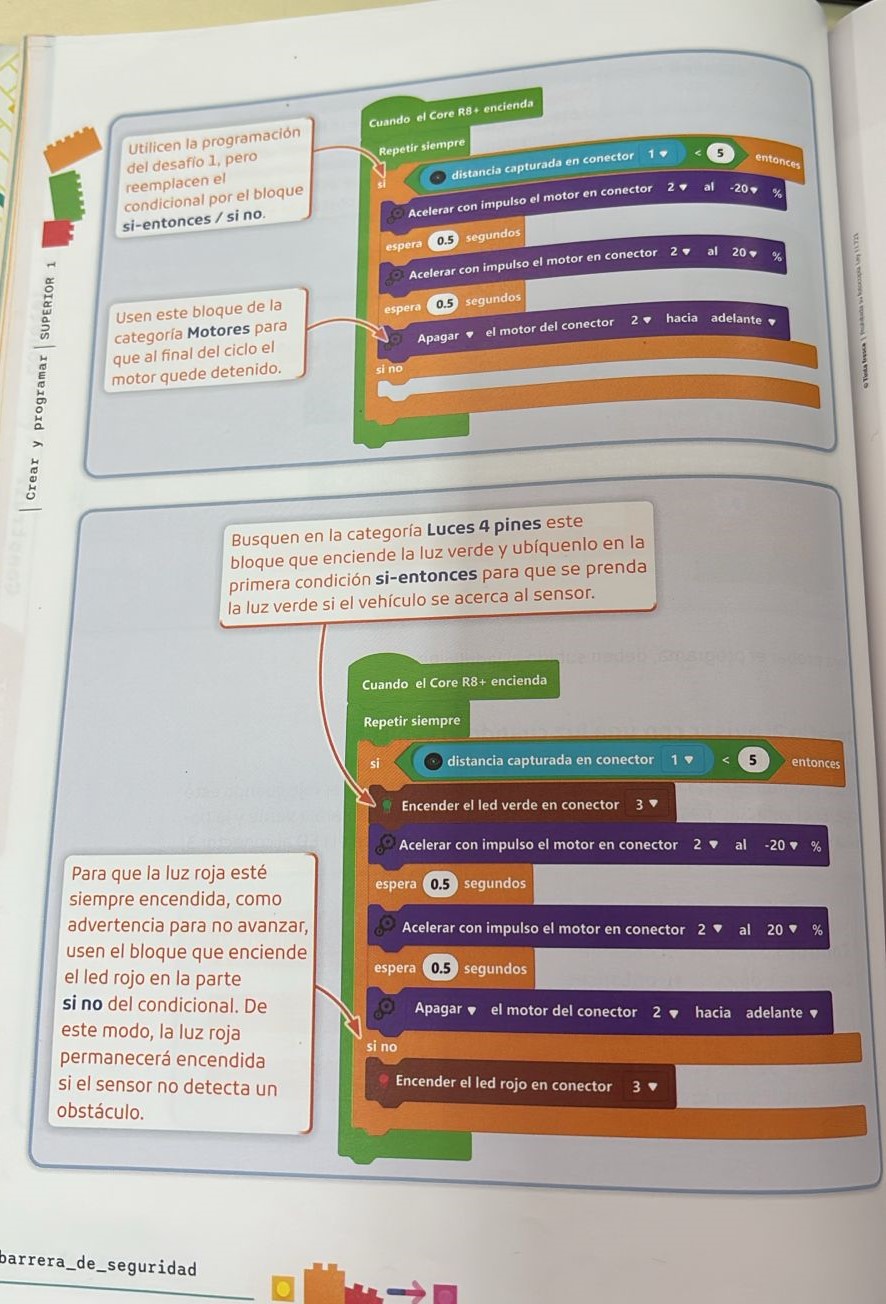 Utilicen la programación
del desafío 1, pero
reemplacen el
condicional por el bloque
si-entonces / si no.
Usen este bloque de la
categoría Motores para
que al final del ciclo el
motor quede detenido.
Cuando el Core R8+ encienda
Repetir siempre
si distancia capturada en conector 1 < 5 entonces
Acelerar con impulso el motor en conector 2 al -20 %
espera 0.5 segundos
Acelerar con impulso el motor en conector 2 al 20 %
espera 0.5 segundos
Apagar el motor del conector 2 hacia adelante
si no
Crear y programar | SUPERIOR 1
Busquen en la categoría Luces 4 pines este
bloque que enciende la luz verde y ubíquenlo en la
primera condición si-entonces para que se prenda
la luz verde si el vehículo se acerca al sensor.
Cuando el Core R8+ encienda
Repetir siempre
si distancia capturada en conector 1 < 5 entonces
Encender el led verde en conector 3
Acelerar con impulso el motor en conector 2 al -20 %
espera 0.5 segundos
Acelerar con impulso el motor en conector 2 al 20 %
espera 0.5 segundos
Apagar el motor del conector 2 hacia adelante
si no
Encender el led rojo en conector 3
Para que la luz roja esté
siempre encendida, como
advertencia para no avanzar,
usen el bloque que enciende
el led rojo en la parte
si no del condicional. De
este modo, la luz roja
permanecerá encendida
si el sensor no detecta un
obstáculo.
barrera_de_seguridad